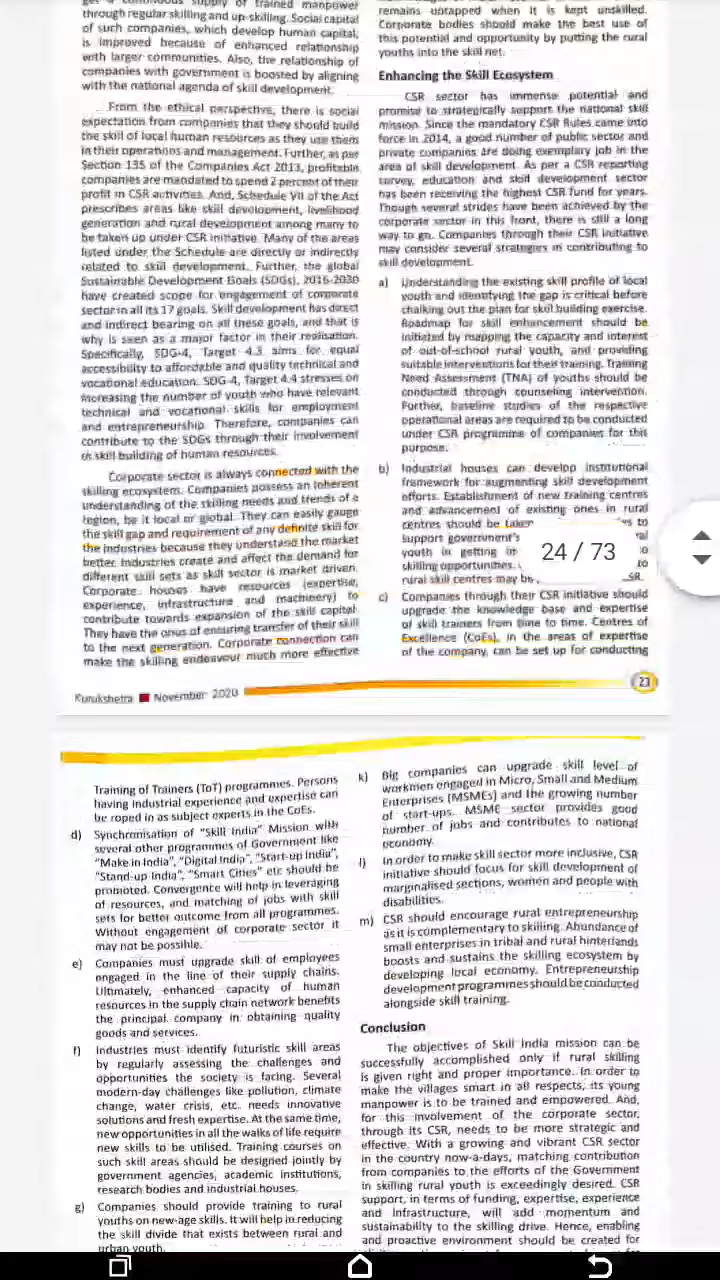 through regular skilling and up-skilling. Social capital
of such companies, which develop human capital,
is improved because of enhanced relationship
with larger communities. Also, the relationship of
companies with government is boosted by aligning
with the national agenda of skill development.
From the ethical perspective, there is social
expectation from companies that they should build
the skill of local human resources as they use them
in their operations and management. Further, as per
Section 135 of the Companies Act 2013, profitable
companies are mandated to spend 2 percent of their
profit in CSR activities. And, Schedule VII of the Act
prescribes areas like skill development, livelihood
generation and rural development among many to
be taken up under CSR initiative. Many of the areas
listed under the Schedule are directly or indirectly
related to skill development. Further, the global
Sustainable Development Goals (SDGs), 2016-2030
have created scope for engagement of corporate
sector in all its 17 goals. Skill development has direct
and indirect bearing on all these goals, and that is
why is seen as a major factor in their realisation.
Specifically, SDG-4, Target 4.3 aims for equal
accessibility to affordable and quality technical and
vocational education. SDG-4, Target 4.4 stresses on
increasing the number of youth who have relevant
technical and vocational skills for employment
and entrepreneurship. Therefore, companies can
contribute to the SDGs through their involvement
in skill building of human resources.
Corporate sector is always connected with the
skilling ecosystem. Companies possess an inherent
understanding of the skilling needs and trends of a
region, be it local or global. They can easily gauge
the skill gap and requirement of any definite skill for
the industries because they understand the market
better. Industries create and affect the demand for
different skill sets as skill sector is market driven.
Corporate houses have resources (expertise,
experience, infrastructure and machinery) to
contribute towards expansion of the skill capital.
They have the onus of ensuring transfer of their skill
to the next generation. Corporate connection can
make the skilling endeavour much more effective
remains untapped when it is kept unskilled.
Corporate bodies should make the best use of
this potential and opportunity by putting the rural
youths into the skill net.
Enhancing the Skill Ecosystem
CSR sector has immense potential and
promise to strategically support the national skill
mission. Since the mandatory CSR Rules came into
force in 2014, a good number of public sector and
private companies are doing exemplary job in the
area of skill development. As per a CSR reporting
survey, education and skill development sector
has been receiving the highest CSR fund for years.
Though several strides have been achieved by the
corporate sector in this front, there is still a long
way to go. Companies through their CSR initiative
may consider several strategies in contributing to
skill development.
a) Understanding the existing skill profile of local
youth and identifying the gap is critical before
chalking out the plan for skill building exercise.
Roadmap for skill enhancement should be
initiated by mapping the capacity and interest
of out-of-school rural youth, and providing
suitable interventions for their training. Training
Need Assessment (TNA) of youths should be
conducted through counseling intervention.
Further, baseline studies of the respective
operational areas are required to be conducted
under CSR programme of companies for this
purpose.
b) Industrial houses can develop institutional
framework for augmenting skill development
efforts. Establishment of new training centres
and advancement of existing ones in rural
centres should be taken to
support government's
youth in getting
skilling opportunities. to
rural skill centres may be SR.
24 / 73
c) Companies through their CSR initiative should
upgrade the knowledge base and expertise
of skill trainers from time to time. Centres of
Excellence (CoEs), in the areas of expertise
of the company, can be set up for conducting
Kurukshetra November 2020
23
Training of Trainers (ToT) programmes. Persons
having industrial experience and expertise can
be roped in as subject experts in the CoEs.
d) Synchronisation of "Skill India" Mission with
several other programmes of Government like
"Make in India", "Digital India", "Start-up India",
"Stand-up India", "Smart Cities" etc should be
promoted. Convergence will help in leveraging
of resources, and matching of jobs with skill
sets for better outcome from all programmes.
Without engagement of corporate sector it
may not be possible.
e) Companies must upgrade skill of employees
engaged in the line of their supply chains.
Ultimately, enhanced capacity of human
resources in the supply chain network benefits
the principal company in obtaining quality
goods and services.
f) Industries must identify futuristic skill areas
by regularly assessing the challenges and
opportunities the society is facing. Several
modern-day challenges like pollution, climate
change, water crisis, etc. needs innovative
solutions and fresh expertise. At the same time,
new opportunities in all the walks of life require
new skills to be utilised. Training courses on
such skill areas should be designed jointly by
government agencies, academic institutions,
research bodies and industrial houses.
g) Companies should provide training to rural
youths on new-age skills. It will help in reducing
the skill divide that exists between rural and
urban youth.
k) Big companies can upgrade skill level of
workmen engaged in Micro, Small and Medium
Enterprises (MSMEs) and the growing number
of start-ups. MSME sector provides good
number of jobs and contributes to national
economy.
l) In order to make skill sector more inclusive, CSR
initiative should focus for skill development of
marginalised sections, women and people with
disabilities.
m) CSR should encourage rural entrepreneurship
as it is complementary to skilling. Abundance of
small enterprises in tribal and rural hinterlands
boosts and sustains the skilling ecosystem by
developing local economy. Entrepreneurship
development programmes should be conducted
alongside skill training.
Conclusion
The objectives of Skill India mission can be
successfully accomplished only if rural skilling
is given right and proper importance. In order to
make the villages smart in all respects, its young
manpower is to be trained and empowered. And,
for this involvement of the corporate sector,
through its CSR, needs to be more strategic and
effective. With a growing and vibrant CSR sector
in the country now-a-days, matching contribution
from companies to the efforts of the Government
in skilling rural youth is exceedingly desired. CSR
support, in terms of funding, expertise, experience
and infrastructure, will add momentum and
sustainability to the skilling drive. Hence, enabling
and proactive environment should be created for